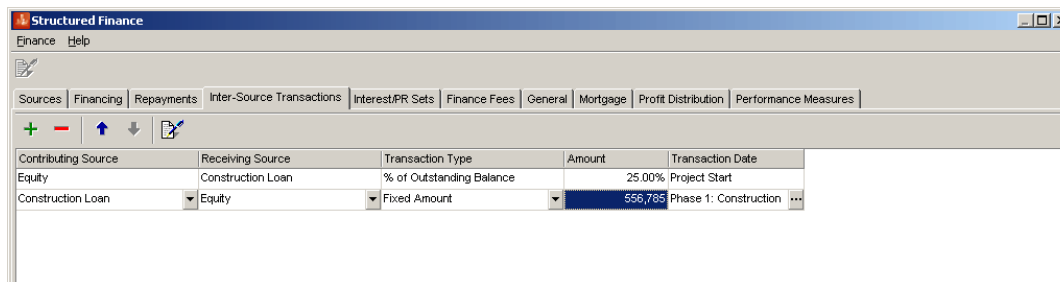 Structured Finance
Finance Help
Sources Financing Repayments Inter-Source Transactions Interest/PR Sets Finance Fees General Mortgage Profit Distribution Performance Measures
Contributing Source Receiving Source Transaction Type Amount Transaction Date
Equity Construction Loan % of Outstanding Balance 25.00% Project Start
Construction Loan Equity Fixed Amount 556,785 Phase 1: Construction ...